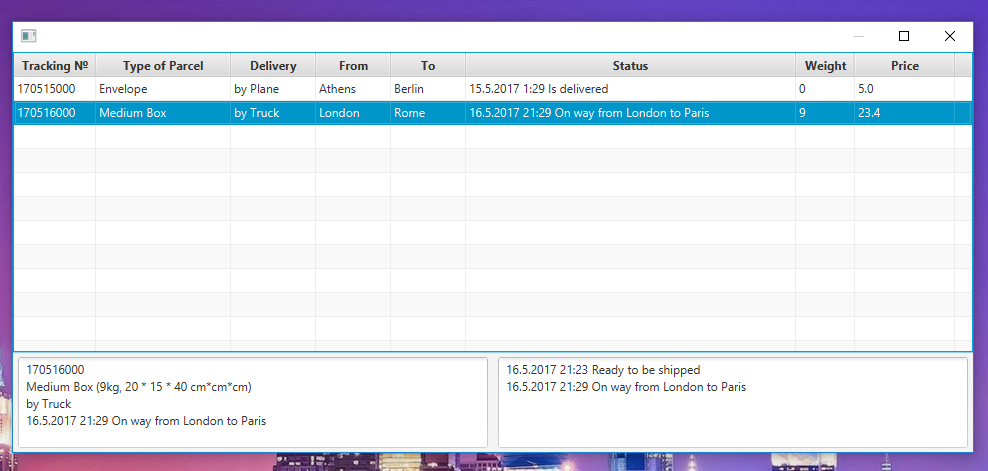 Tracking № Type of Parcel Delivery From To Status Weight Price
170515000 Envelope by Plane Athens Berlin 15.5.2017 1:29 Is delivered 0 5.0
170516000 Medium Box by Truck London Rome 16.5.2017 21:29 On way from London to Paris 9 23.4
170516000
Medium Box (9kg, 20 * 15 * 40 cm*cm*cm)
by Truck
16.5.2017 21:29 On way from London to Paris
16.5.2017 21:23 Ready to be shipped
16.5.2017 21:29 On way from London to Paris